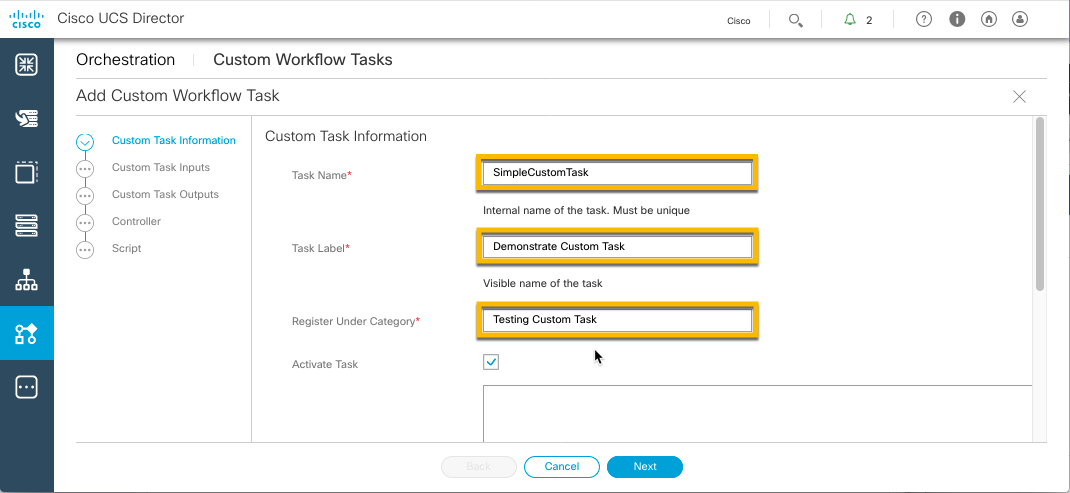 CISCO
Cisco UCS Director
Cisco
2
Orchestration
Custom Workflow Tasks
Add Custom Workflow Task
Custom Task Information
Custom Task Inputs
Custom Task Outputs
Controller
Script
Custom Task Information
Task Name*
SimpleCustomTask
Internal name of the task. Must be unique
Task Label*
Demonstrate Custom Task
Visible name of the task
Register Under Category*
Testing Custom Task
Activate Task
Back
Cancel
Next